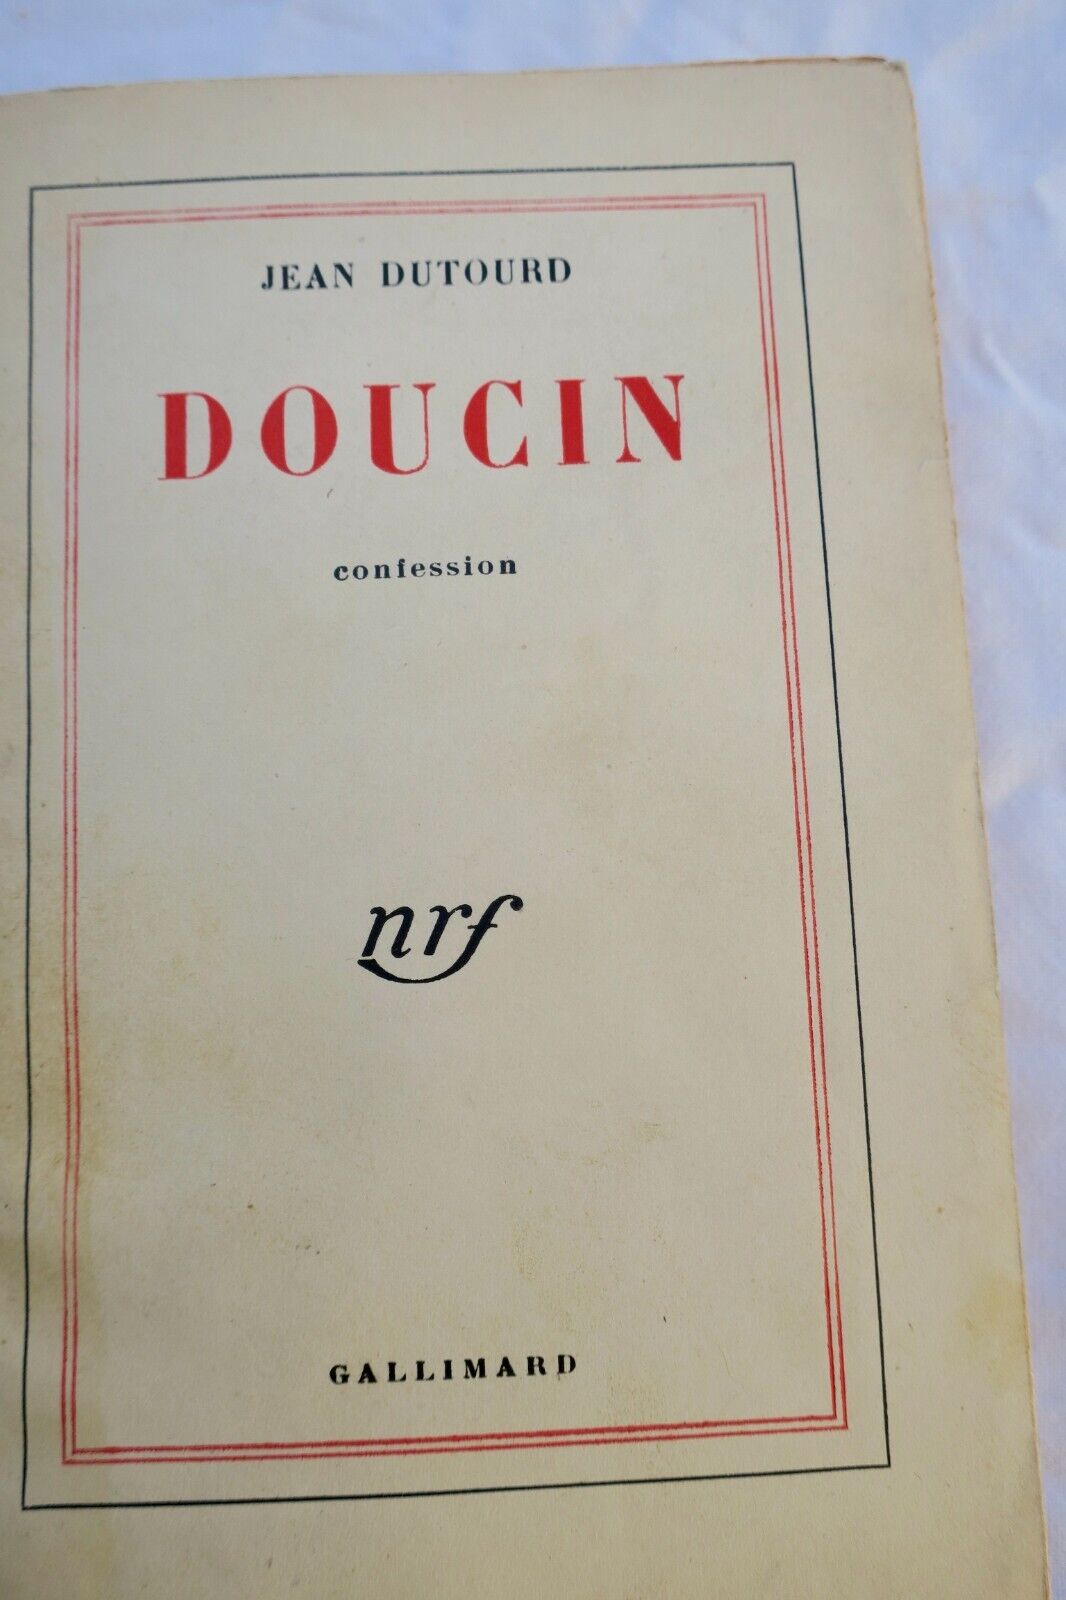 JEAN DUTOURD
DOUCIN
confession
nrf
GALLIMARD